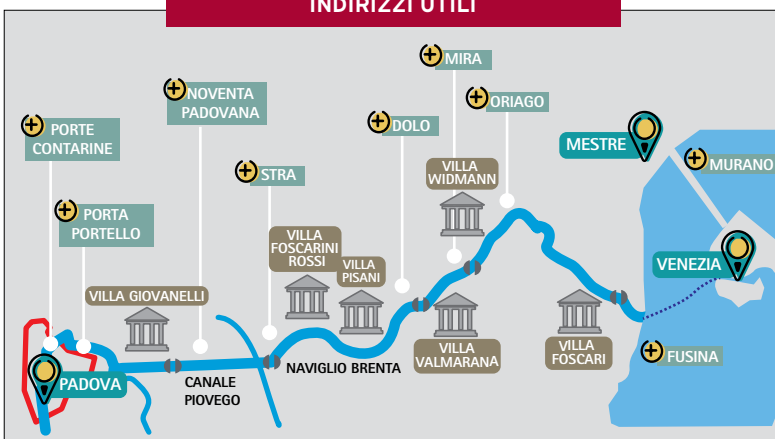 INDIRIZZI UTILI
MIRA
NOVENTA
PADOVANA
ORIAGO
PORTE
CONTARINE
DOLO
MESTRE
MURANO
STRA
VILLA
WIDMANN
PORTA
PORTELLO
VILLA
FOSCARINI
ROSSI
VILLA
PISANI
VENEZIA
VILLA GIOVANELLI
VILLA
VALMARANA
VILLA
FOSCARI
FUSINA
PADOVA
CANALE
PIOVEGO
NAVIGLIO BRENTA